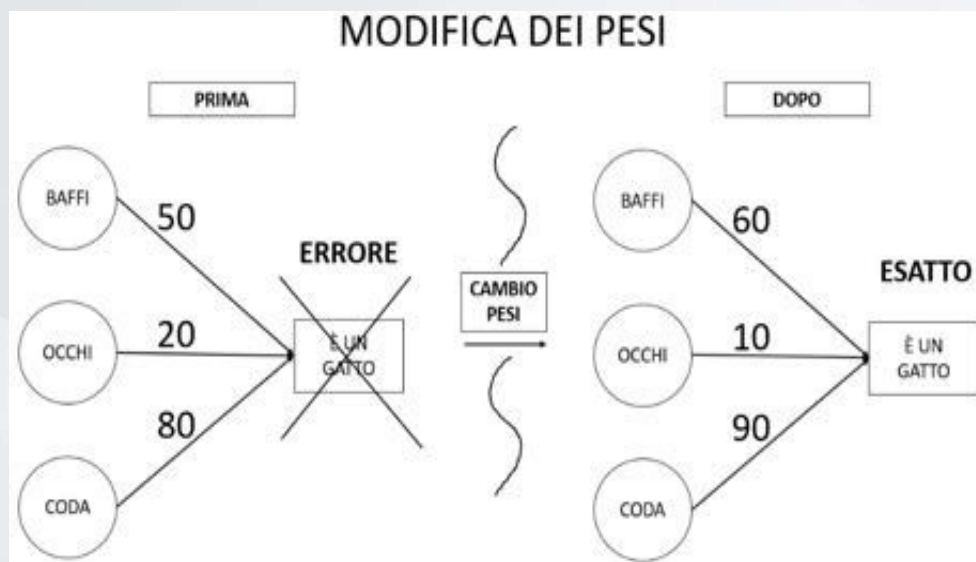 MODIFICA DEI PESI
PRIMA
BAFFI
50
ERRORE
OCCHI
20
È UN
GATTO
80
CODA
CAMBIO
PESI
DOPO
BAFFI
60
ESATTO
OCCHI
10
È UN
GATTO
90
CODA